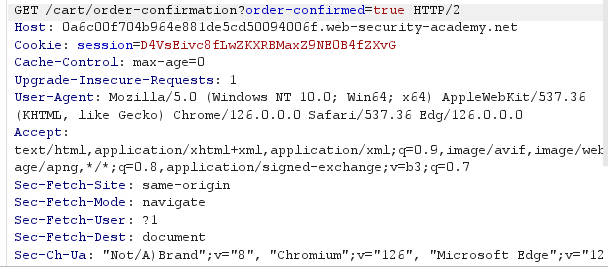 GET /cart/order-confirmation?order-confirmed=true HTTP/2
Host: 0a6c00f704b964e881de5cd50094006f.web-security-academy.net
Cookie: session=D4VsEivc8fLwZKXRBMaxZ9NE0B4fZXvG
Cache-Control: max-age=0
Upgrade-Insecure-Requests: 1
User-Agent: Mozilla/5.0 (Windows NT 10.0; Win64; x64) AppleWebKit/537.36
(KHTML, like Gecko) Chrome/126.0.0.0 Safari/537.36 Edg/126.0.0.0
Accept:
text/html,application/xhtml+xml,application/xml;q=0.9,image/avif,image/web
age/apng,*/*;q=0.8,application/signed-exchange;v=b3;q=0.7
Sec-Fetch-Site: same-origin
Sec-Fetch-Mode: navigate
Sec-Fetch-User: ?1
Sec-Fetch-Dest: document
Sec-Ch-Ua: "Not/A)Brand";v="8", "Chromium";v="126", "Microsoft Edge";v="12